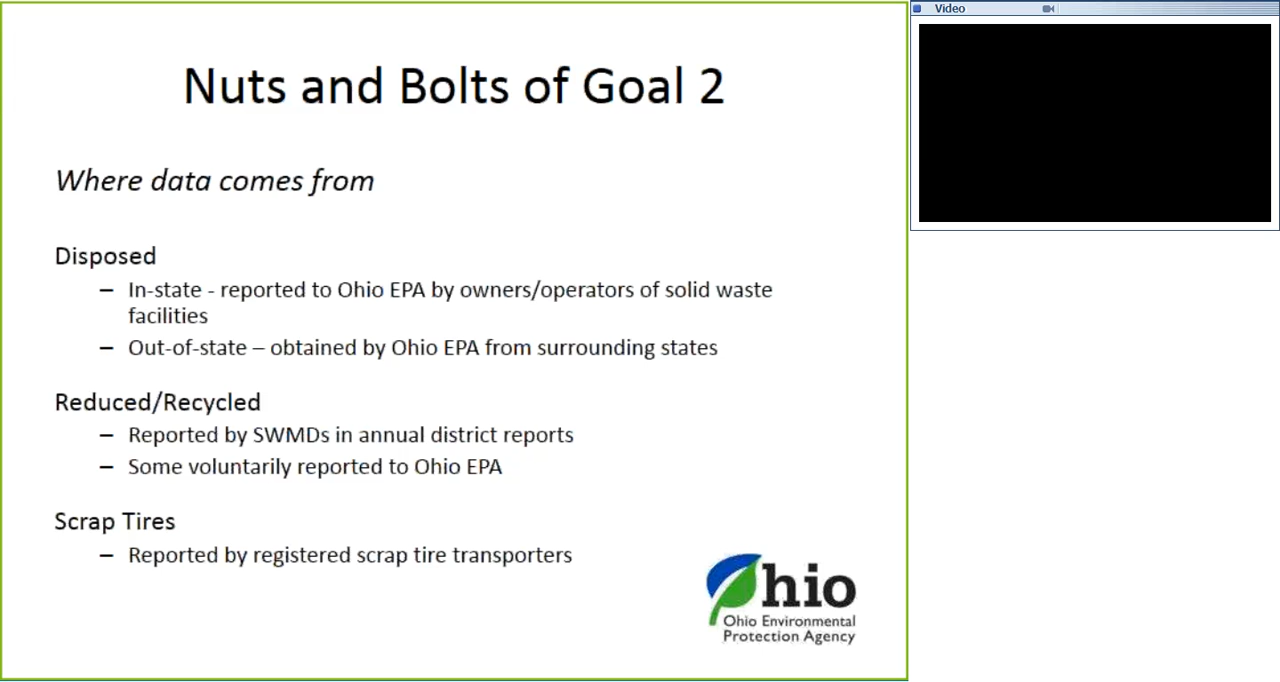 Video
Nuts and Bolts of Goal 2
Where data comes from
Disposed
– In-state - reported to Ohio EPA by owners/operators of solid waste
facilities
– Out-of-state – obtained by Ohio EPA from surrounding states
Reduced/Recycled
– Reported by SWMDs in annual district reports
– Some voluntarily reported to Ohio EPA
Scrap Tires
– Reported by registered scrap tire transporters
Ohio
Ohio Environmental
Protection Agency